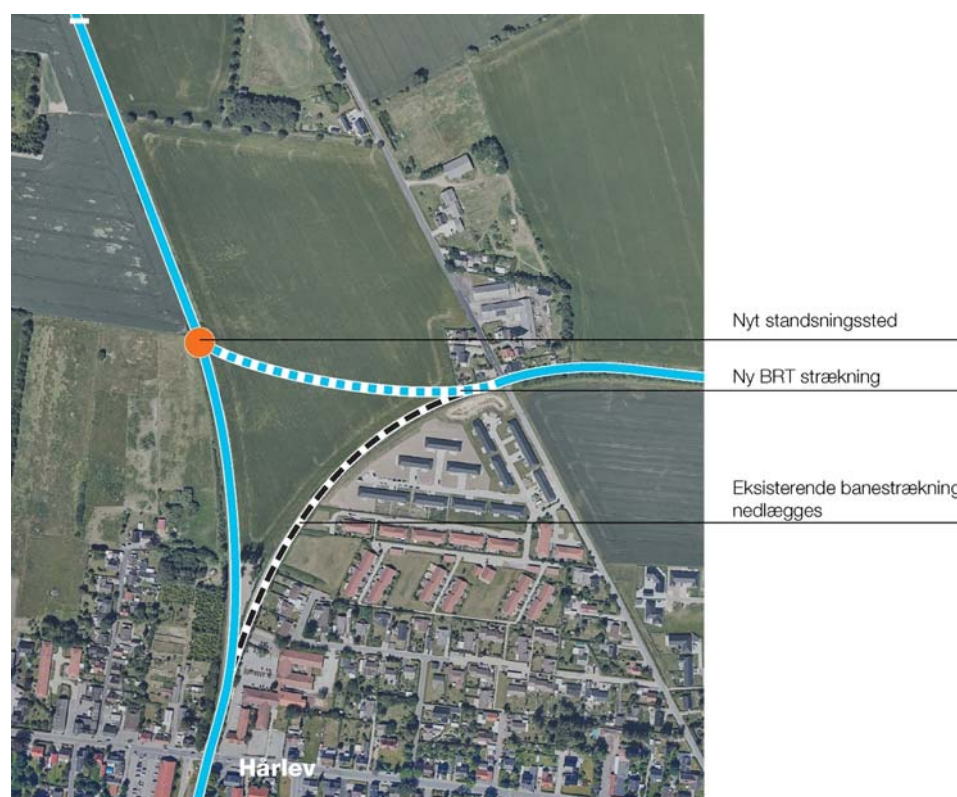 Nyt standsningssted
Ny BRT strækning
Eksisterende banestrækning
nedlægges
Hårlev